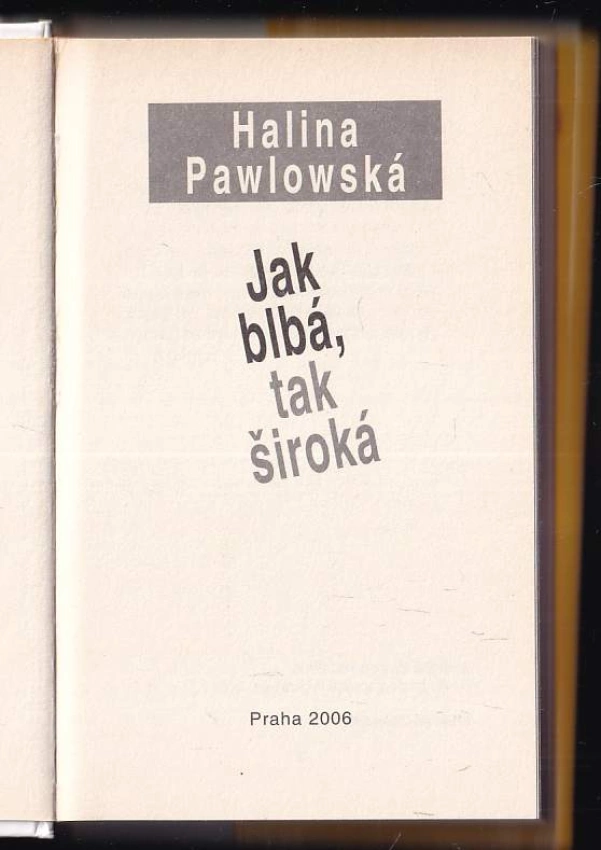 Halina
Pawlowská
Jak
blbá,
tak
široká
Praha 2006